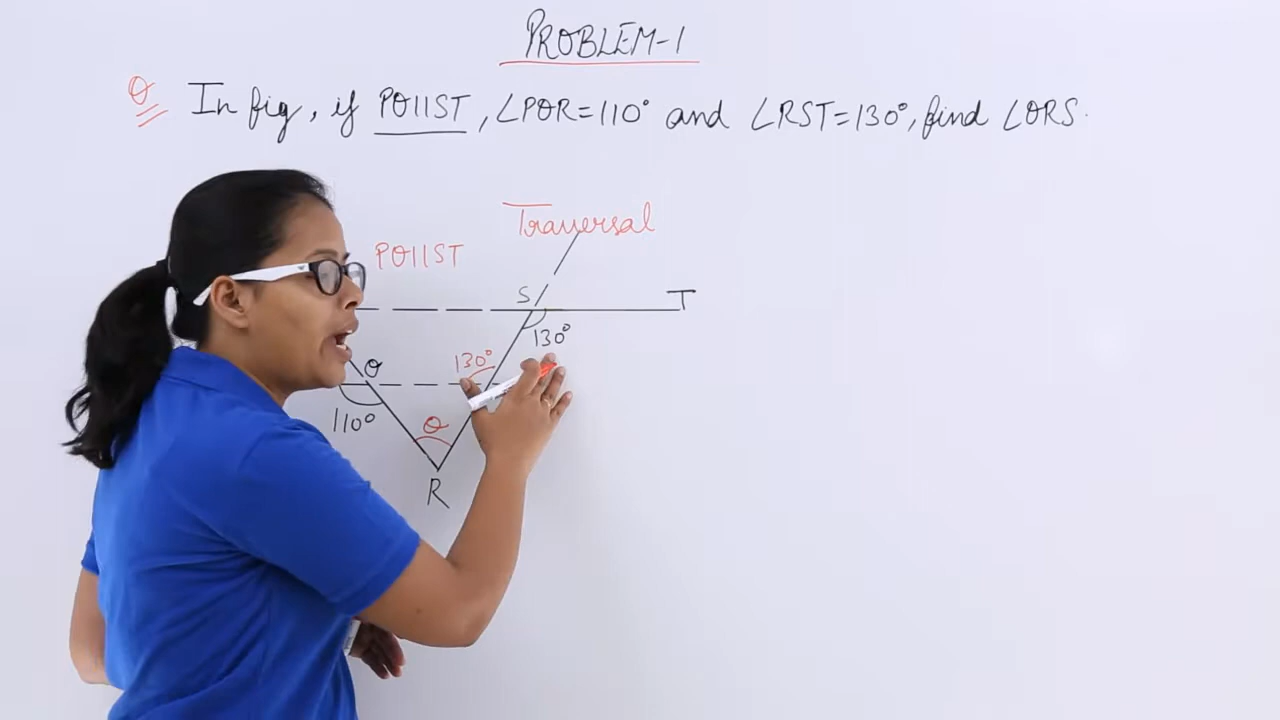 PROBLEM-1
Q In fig, if PQ||ST, ∠PQR=110° and ∠RST=130°, find ∠QRS.
Traversal
PQ||ST
S T
130°
130°
Q
110°
θ
R